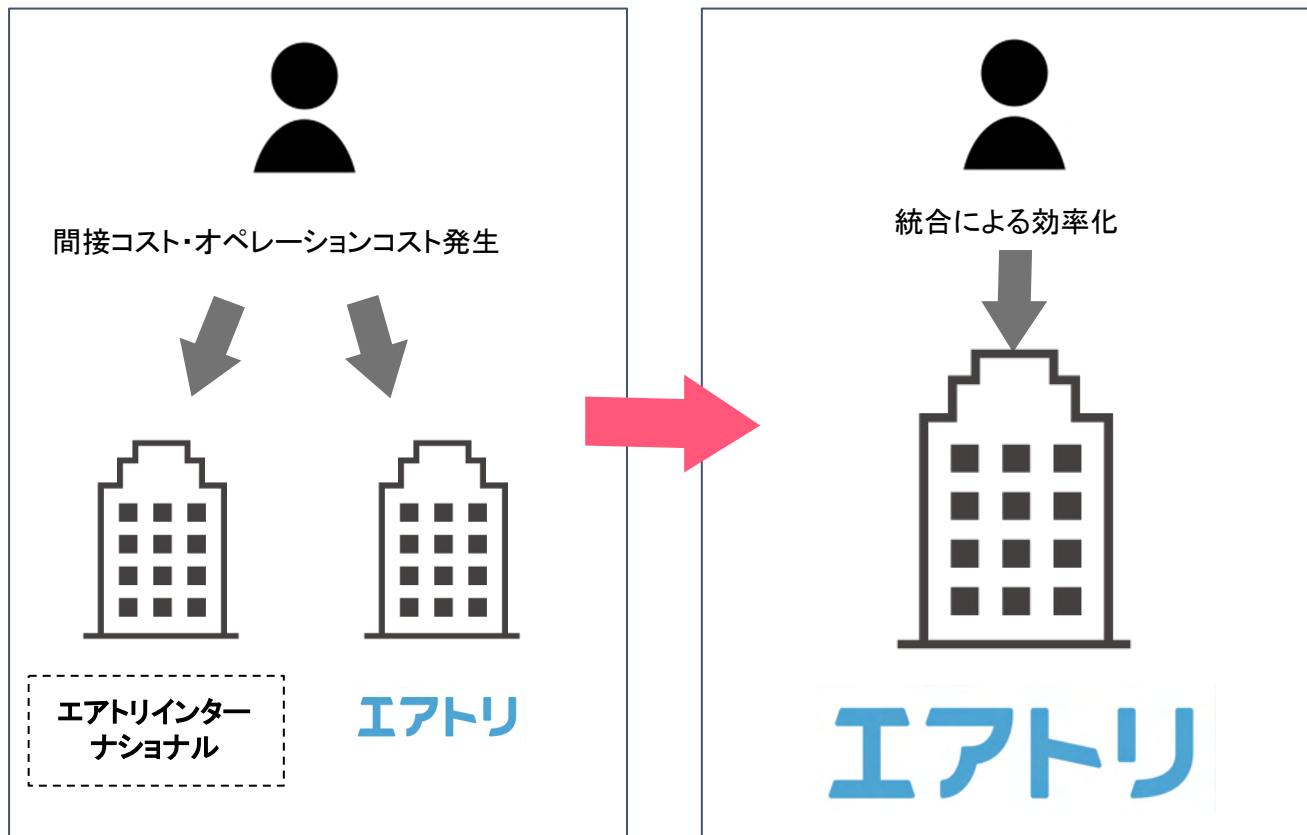 間接コスト・オペレーションコスト発生
エアトリインター
ナショナル
エアトリ
統合による効率化
エアトリ